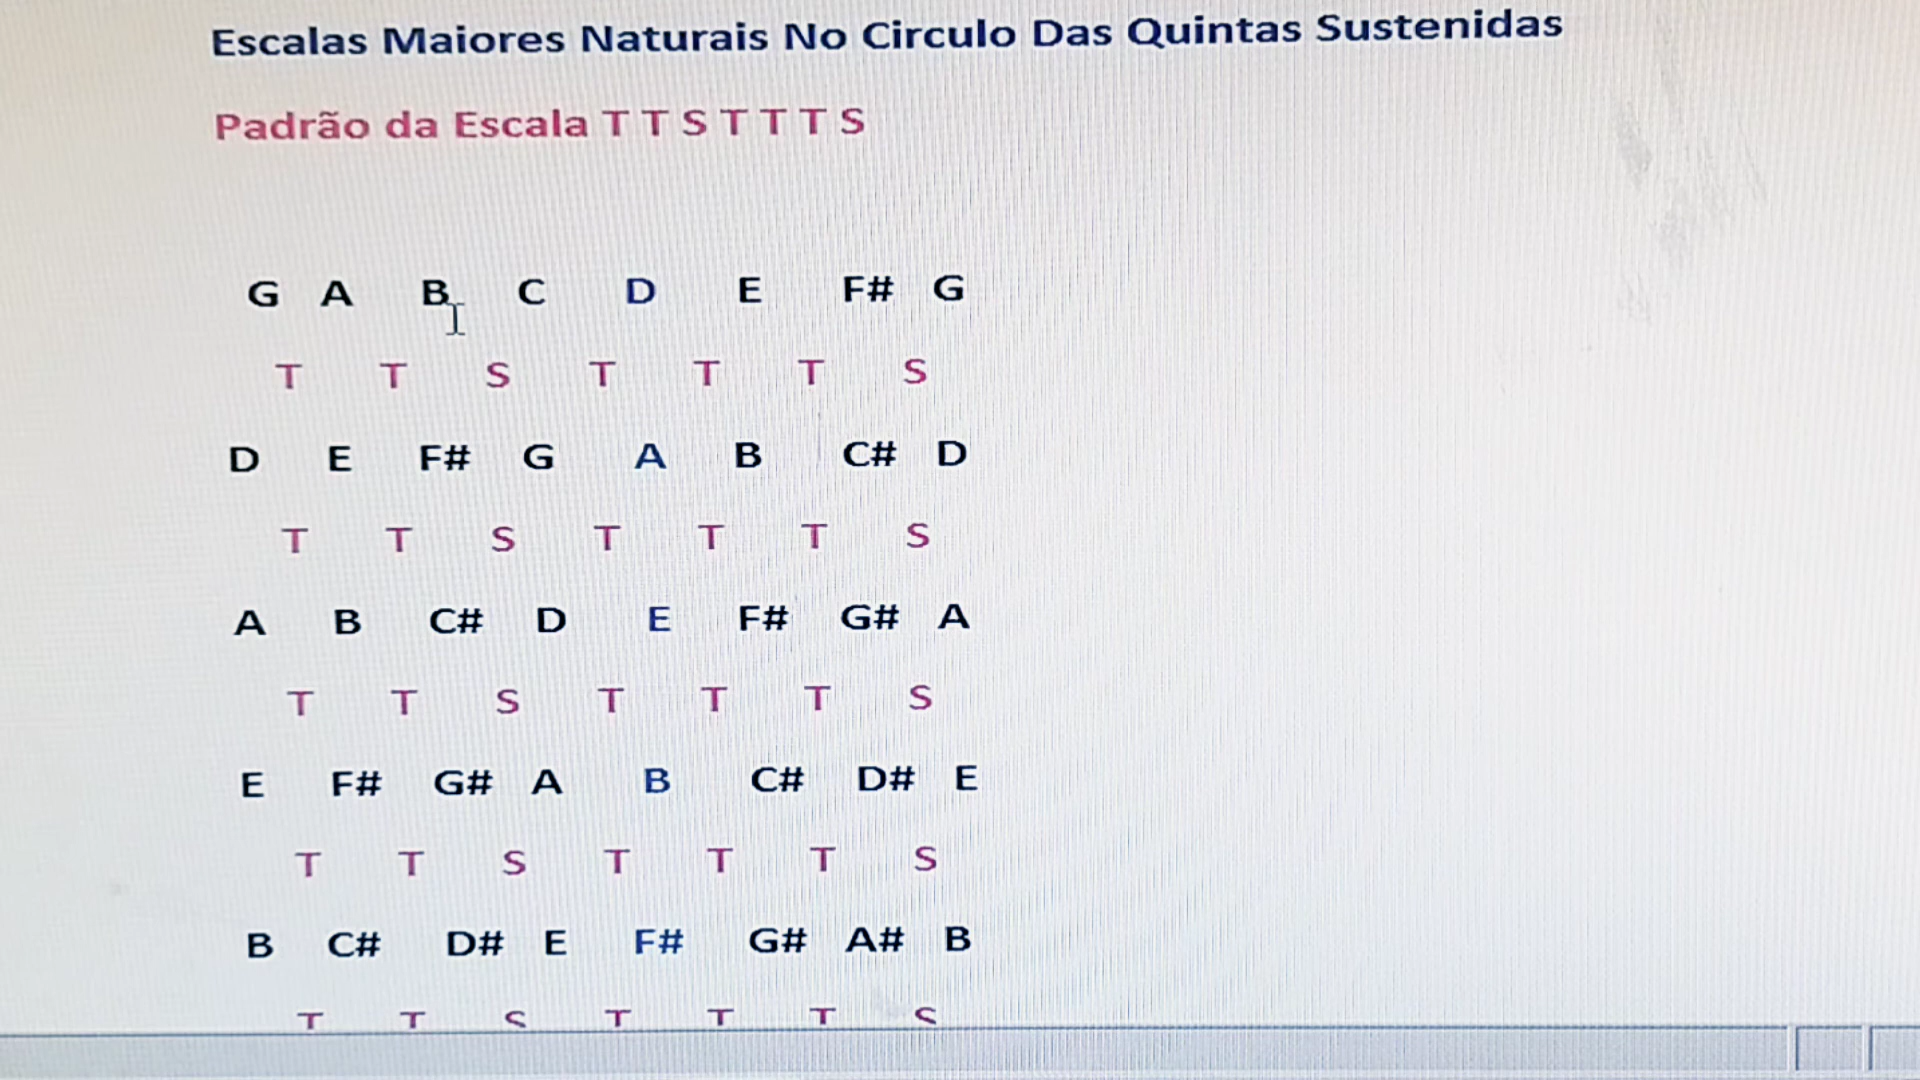 Escalas Maiores Naturais No Circulo Das Quintas Sustenidas
Padrão da Escala T T S T T T S
G A B C D E F# G
T T S T T T S
D E F# G A B C# D
T T S T T T S
A B C# D E F# G# A
T T S T T T S
E F# G# A B C# D# E
T T S T T T S
B C# D# E F# G# A# B
T T S T T T S